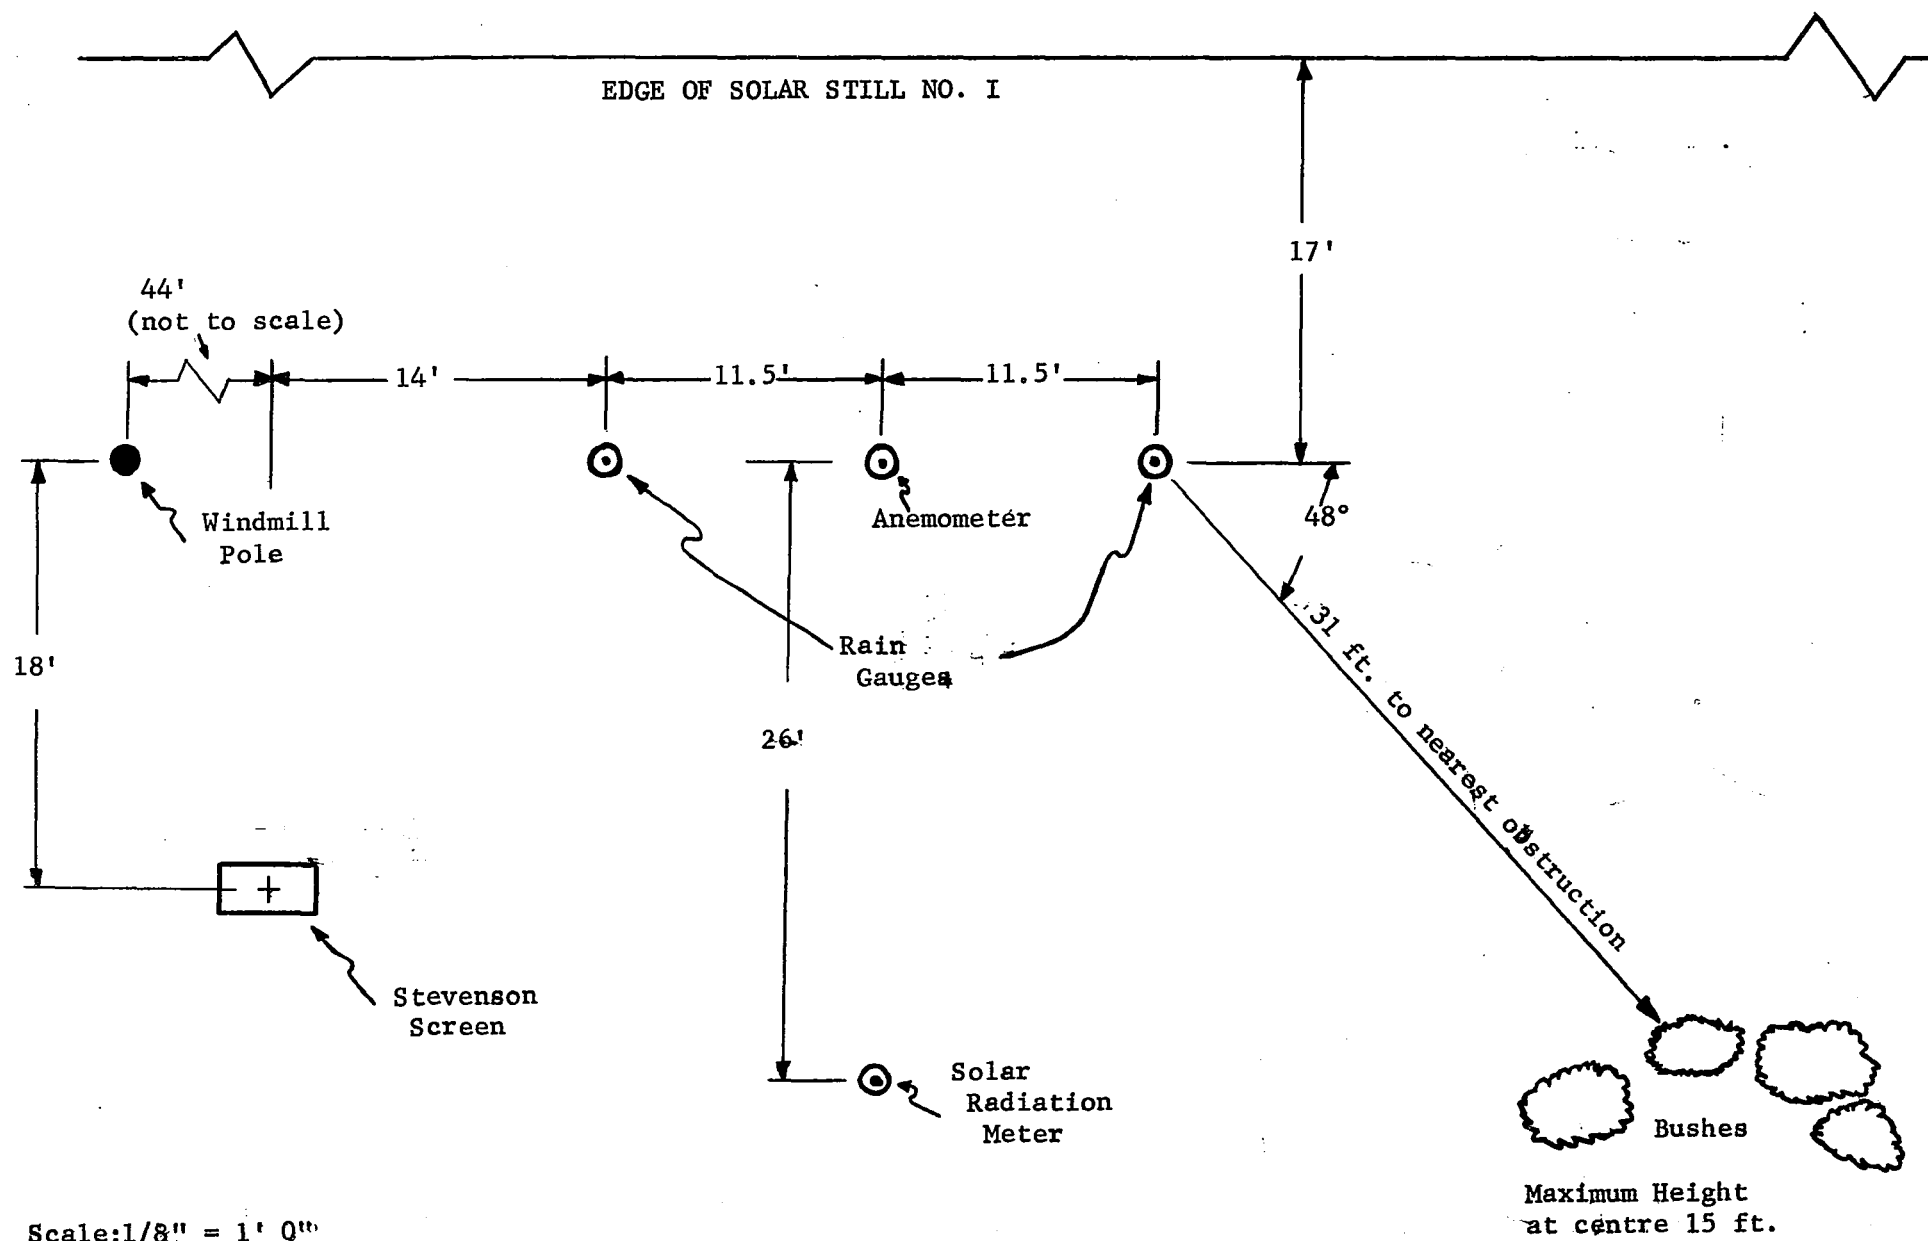 EDGE OF SOLAR STILL NO. I
17'
44'
(not to scale)
14'
11.5'
11.5'
Windmill
Pole
Anemometer
48°
18'
Rain
Gauges
31 ft. to nearest obstruction
26'
Stevenson
Screen
Solar
Radiation
Meter
Bushes
Maximum Height
at centre 15 ft.
Scale:1/8" = 1' 0"